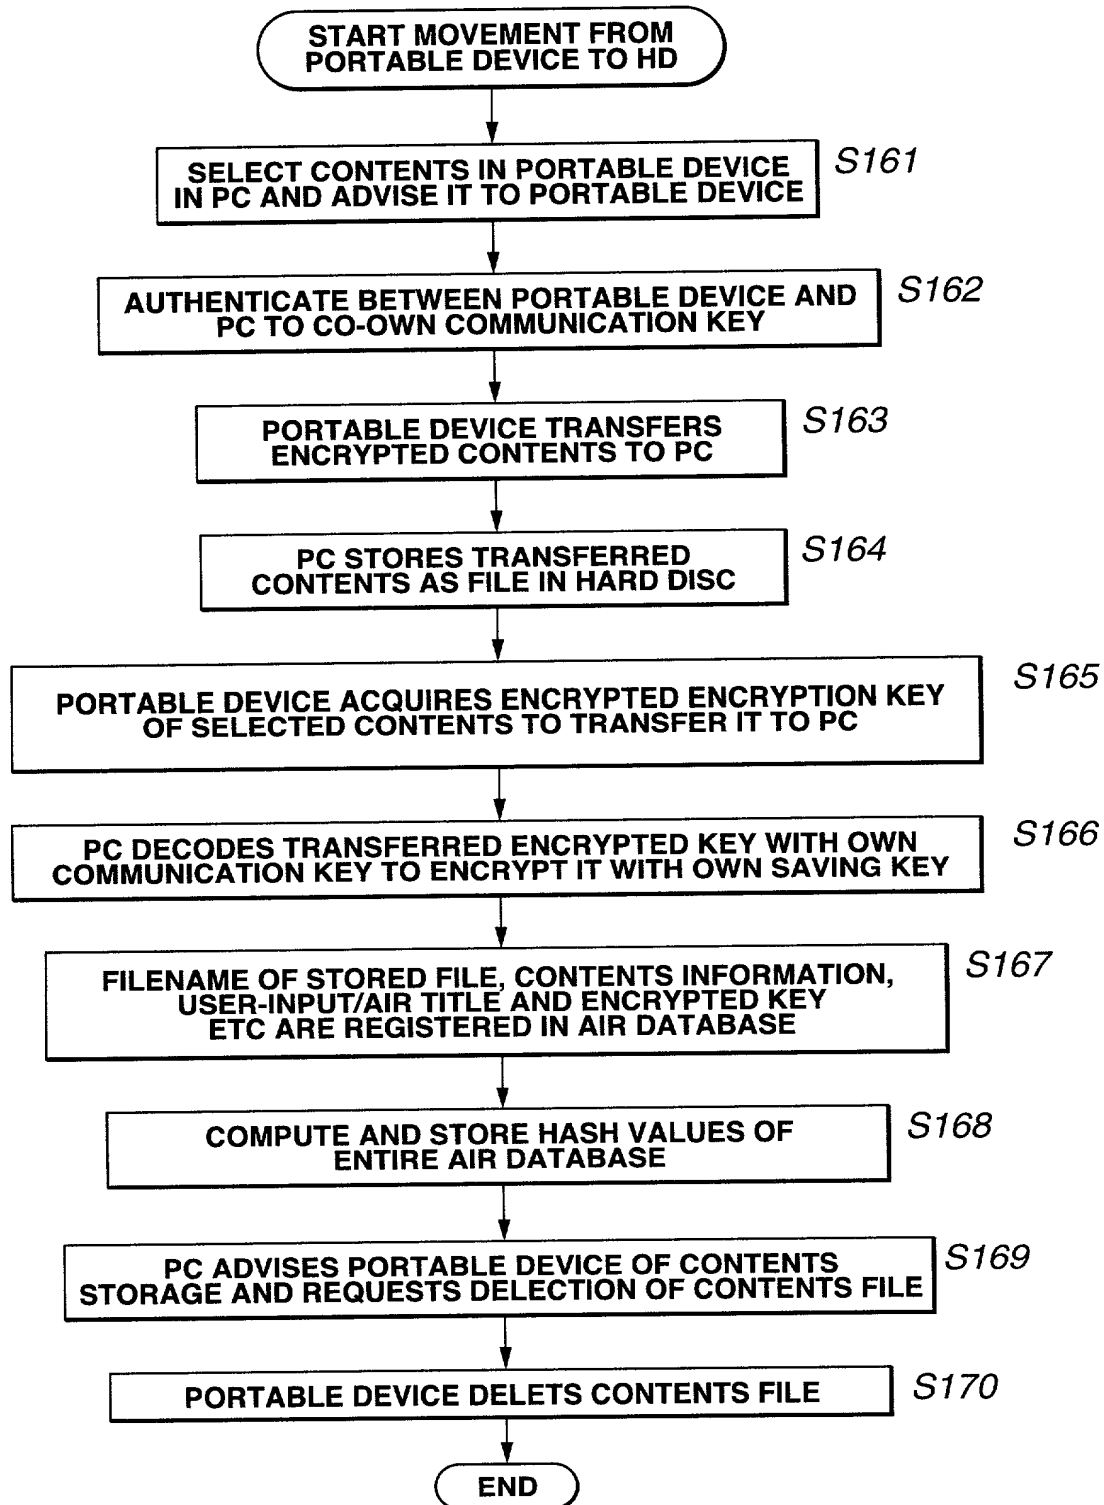 START MOVEMENT FROM
PORTABLE DEVICE TO HD
SELECT CONTENTS IN PORTABLE DEVICE
IN PC AND ADVISE IT TO PORTABLE DEVICE
S161
AUTHENTICATE BETWEEN PORTABLE DEVICE AND
PC TO CO-OWN COMMUNICATION KEY
S162
PORTABLE DEVICE TRANSFERS
ENCRYPTED CONTENTS TO PC
S163
PC STORES TRANSFERRED
CONTENTS AS FILE IN HARD DISC
S164
PORTABLE DEVICE ACQUIRES ENCRYPTED ENCRYPTION KEY
OF SELECTED CONTENTS TO TRANSFER IT TO PC
S165
PC DECODES TRANSFERRED ENCRYPTED KEY WITH OWN
COMMUNICATION KEY TO ENCRYPT IT WITH OWN SAVING KEY
S166
FILENAME OF STORED FILE, CONTENTS INFORMATION,
USER-INPUT/AIR TITLE AND ENCRYPTED KEY
ETC ARE REGISTERED IN AIR DATABASE
S167
COMPUTE AND STORE HASH VALUES OF
ENTIRE AIR DATABASE
S168
PC ADVISES PORTABLE DEVICE OF CONTENTS
STORAGE AND REQUESTS DELECTION OF CONTENTS FILE
S169
PORTABLE DEVICE DELETS CONTENTS FILE
S170
END